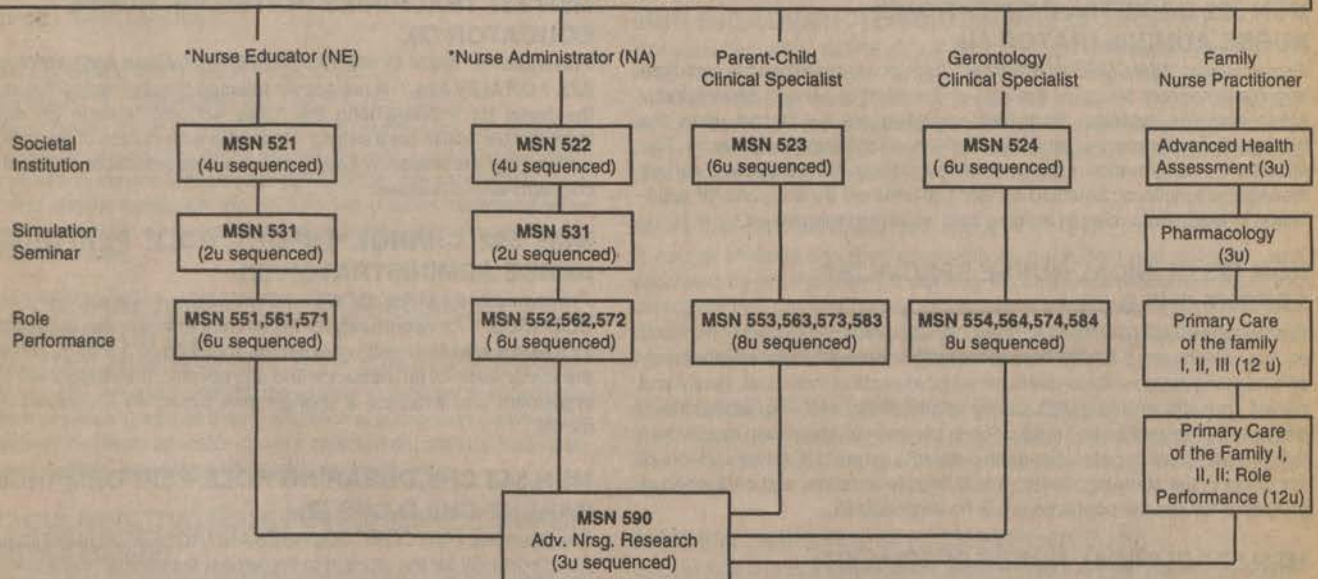 *Nurse Educator (NE)
*Nurse Administrator (NA)
Parent-Child
Clinical Specialist
Gerontology
Clinical Specialist
Family
Nurse Practitioner
Societal
Institution
MSN 521
(4u sequenced)
MSN 522
(4u sequenced)
MSN 523
(6u sequenced)
MSN 524
( 6u sequenced)
Advanced Health
Assessment (3u)
Simulation
Seminar
MSN 531
(2u sequenced)
MSN 531
(2u sequenced)
Pharmacology
(3u)
Role
Performance
MSN 551,561,571
(6u sequenced)
MSN 552,562,572
( 6u sequenced)
MSN 553,563,573,583
(8u sequenced)
MSN 554,564,574,584
8u sequenced)
Primary Care
of the family
I, II, III (12 u)
Primary Care
of the Family I,
II, II: Role
Performance (12u)
MSN 590
Adv. Nrsg. Research
(3u sequenced)